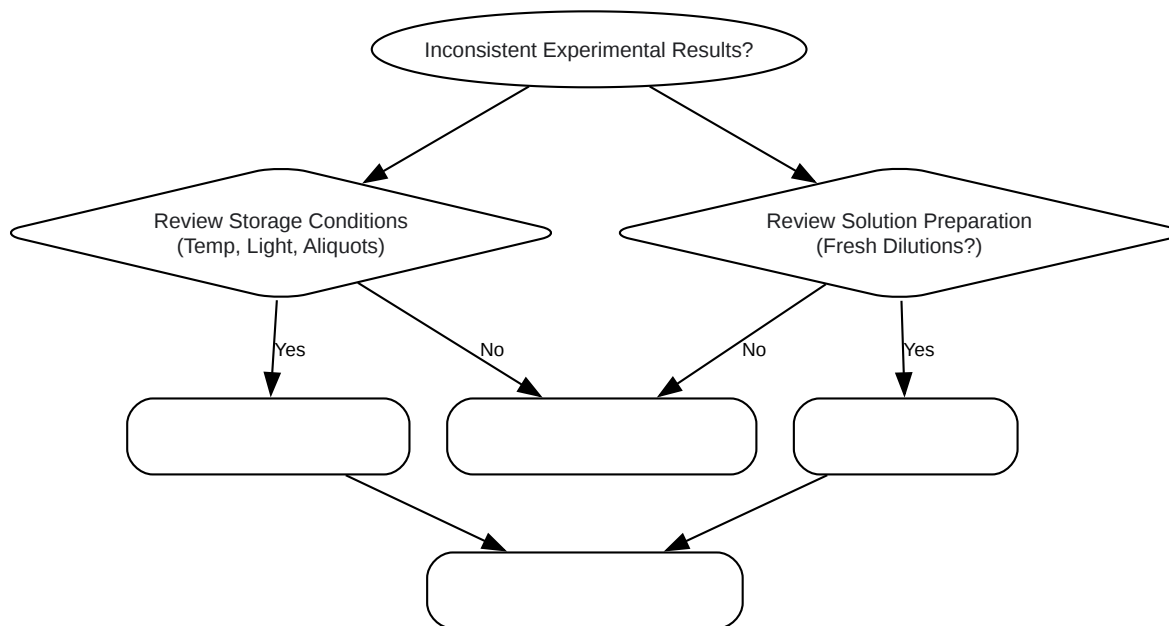 Inconsistent Experimental Results?
Review Storage Conditions
(Temp, Light, Aliquots)
Review Solution Preparation
(Fresh Dilutions?)
Yes
No
No
Yes